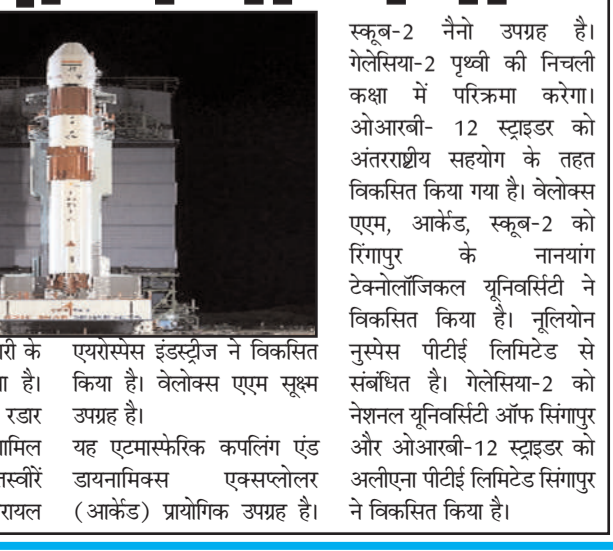 री के
ा है।
रडार
ामिल
स्वीरें
रायल
एयरोस्पेस इंडस्ट्रीज ने विकसित
किया है। वेलोक्स एएम सूक्ष्म
उपग्रह है।
यह एटमास्फेरिक कपलिंग एंड
डायनामिक्स एक्सप्लोलर
(आर्केड) प्रायोगिक उपग्रह है।
स्कूब-2 नैनो उपग्रह है।
गेलेसिया-2 पृथ्वी की निचली
कक्षा में परिक्रमा करेगा।
ओआरबी- 12 स्ट्राइडर को
अंतरराष्ट्रीय सहयोग के तहत
विकसित किया गया है। वेलोक्स
एएम, आर्केड, स्कूब-2 को
रिंगापुर के नानयांग
टेक्नोलॉजिकल यूनिवर्सिटी ने
विकसित किया है। नूलियोन
नुस्पेस पीटीई लिमिटेड से
संबंधित है। गेलेसिया-2 को
नेशनल यूनिवर्सिटी ऑफ सिंगापुर
और ओआरबी-12 स्ट्राइडर को
अलीएना पीटीई लिमिटेड सिंगापुर
ने विकसित किया है।